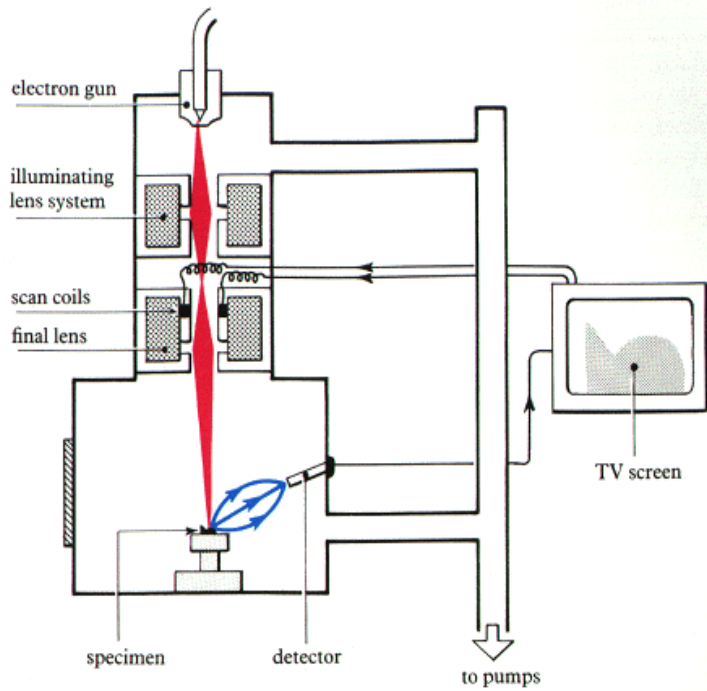 electron gun
illuminating
lens system
scan coils
final lens
TV screen
specimen
detector
to pumps